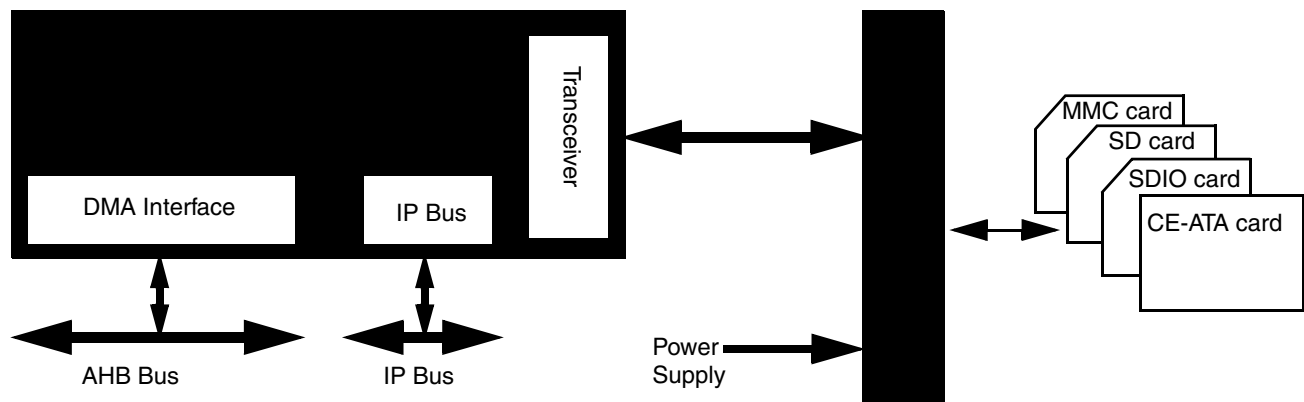 Transceiver
DMA Interface
IP Bus
AHB Bus
IP Bus
Power
Supply
MMC card
SD card
SDIO card
CE-ATA card